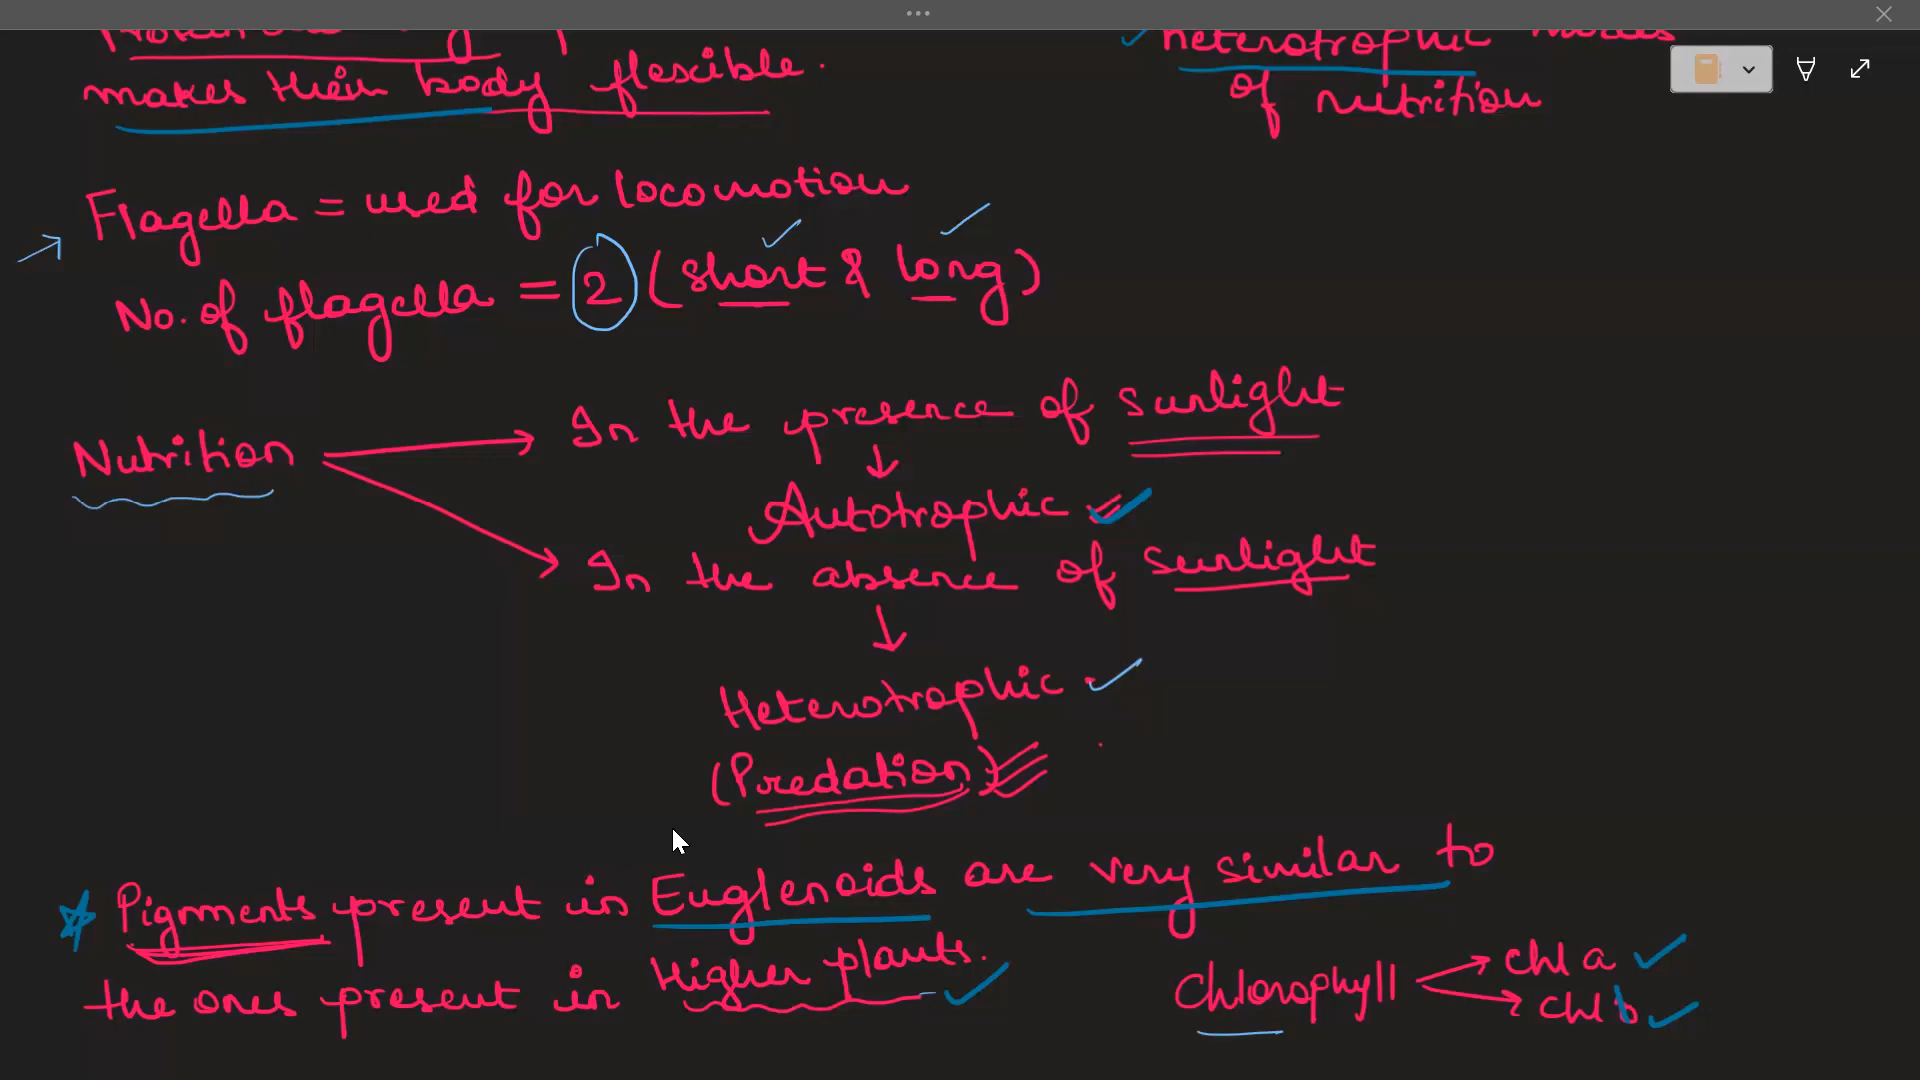 makes their body flexible.
heterotrophic
of nutrition
Flagella = used for locomotion
No. of flagella = 2 (short & long)
Nutrition
In the presence of sunlight
Autotrophic
In the absence of sunlight
Heterotrophic
(Predation)
Pigments present in Euglenoids are very similar to
the ones present in Higher plants.
Chlorophyll
chl a
chl b